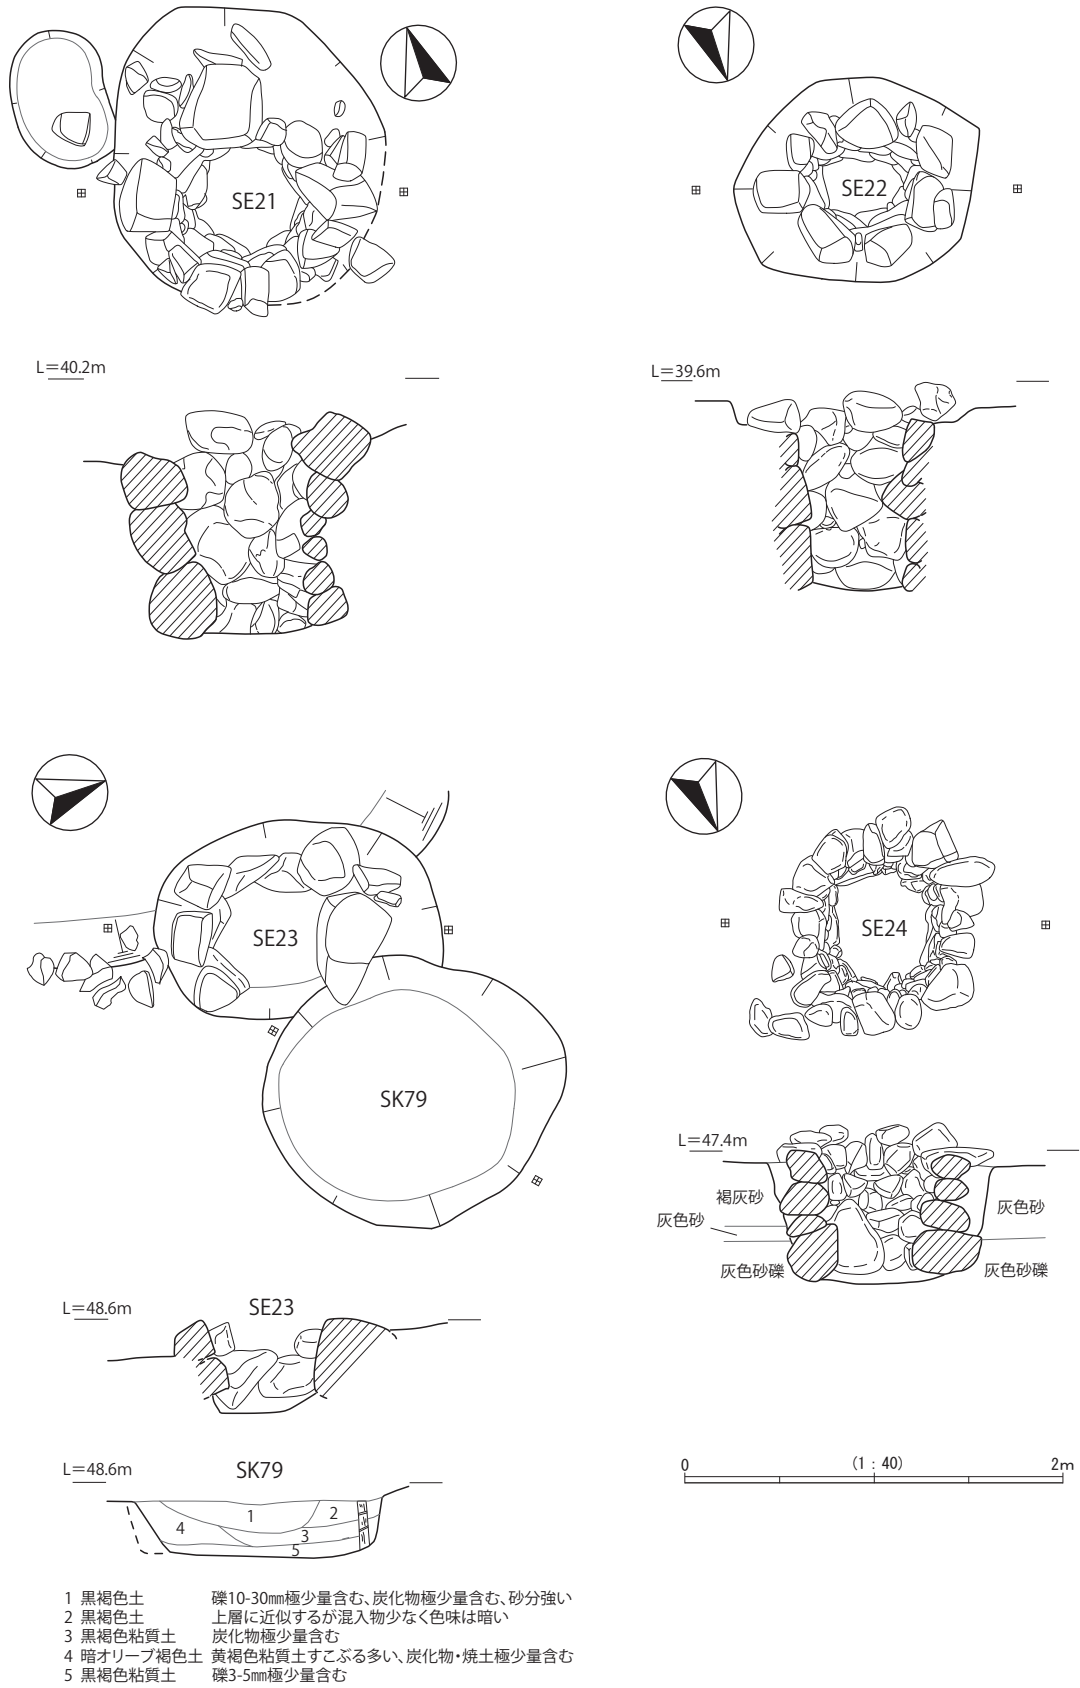 SE21
SE22
L＝40.2m
L＝39.6m
SE23
SE24
SK79
L＝47.4m
褐灰砂
灰色砂
灰色砂
灰色砂礫
灰色砂礫
L＝48.6m
SE23
L＝48.6m
SK79
0 (1：40) 2m
1
2
3
4
5
1 黒褐色土 礫10-30㎜極少量含む、炭化物極少量含む、砂分強い
2 黒褐色土 上層に近似するが混入物少なく色味は暗い
3 黒褐色粘質土 炭化物極少量含む
4 暗オリーブ褐色土 黄褐色粘質土すこぶる多い、炭化物・焼土極少量含む
5 黒褐色粘質土 礫3-5㎜極少量含む